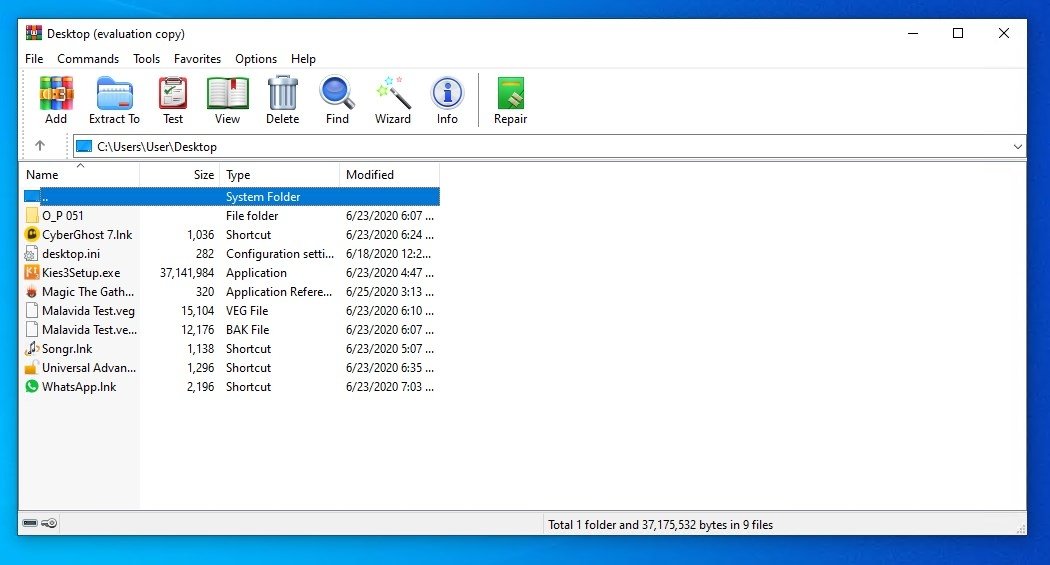 Desktop (evaluation copy)
File Commands Tools Favorites Options Help
Add Extract To Test View Delete Find Wizard Info Repair
C:\Users\User\Desktop
Name Size Type Modified
.. System Folder
O_P 051 File folder 6/23/2020 6:07 ...
CyberGhost 7.lnk 1,036 Shortcut 6/23/2020 6:24 ...
desktop.ini 282 Configuration setti... 6/18/2020 12:2...
Kies3Setup.exe 37,141,984 Application 6/23/2020 4:47 ...
Magic The Gath... 320 Application Refere... 6/25/2020 3:13 ...
Malavida Test.veg 15,104 VEG File 6/23/2020 6:10 ...
Malavida Test.ve... 12,176 BAK File 6/23/2020 6:07 ...
Songr.lnk 1,138 Shortcut 6/23/2020 5:07 ...
Universal Advan... 1,296 Shortcut 6/23/2020 6:35 ...
WhatsApp.lnk 2,196 Shortcut 6/23/2020 7:03 ...
Total 1 folder and 37,175,532 bytes in 9 files